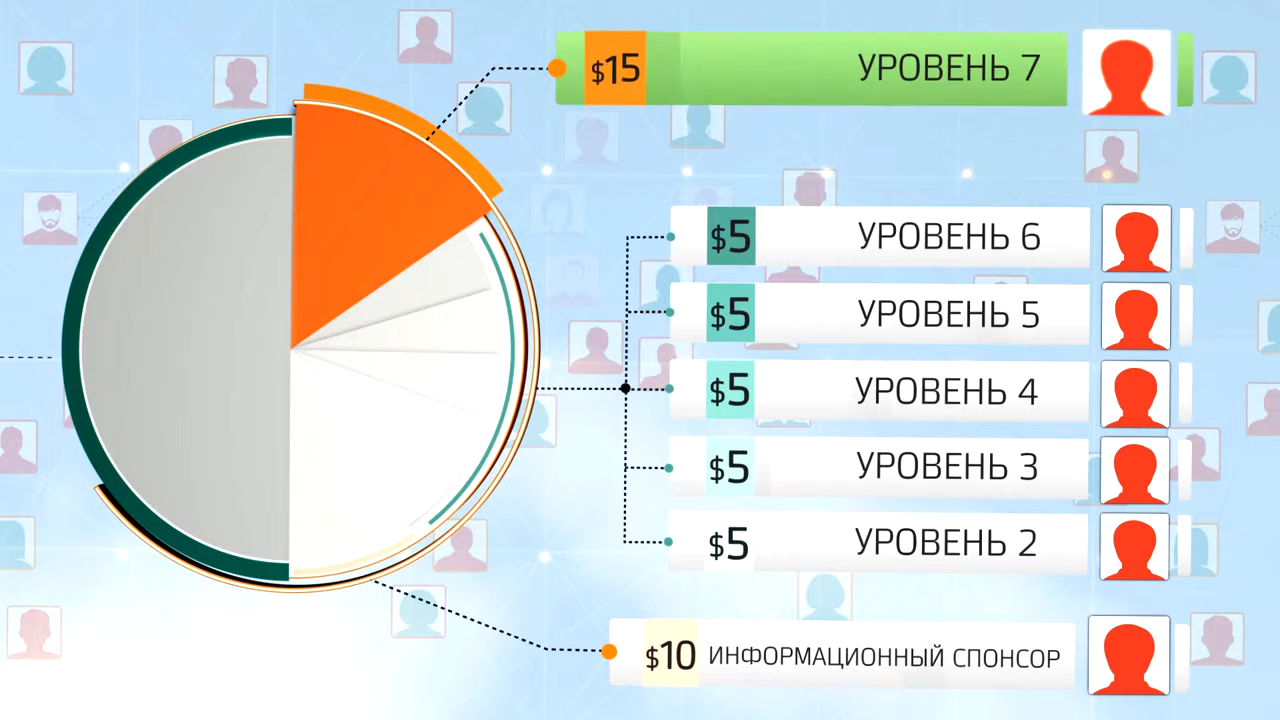 $15 УРОВЕНЬ 7
$5 УРОВЕНЬ 6
$5 УРОВЕНЬ 5
$5 УРОВЕНЬ 4
$5 УРОВЕНЬ 3
$5 УРОВЕНЬ 2
$10 ИНФОРМАЦИОННЫЙ СПОНСОР